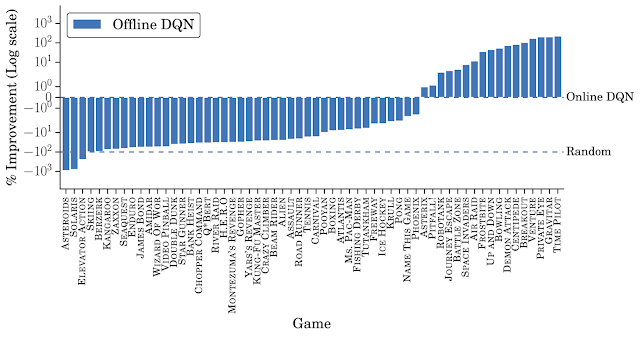 Offline DQN
% Improvement (Log scale)
10³
10²
10¹
10⁰
−0
−10⁰
−10¹
−10²
−10³
Online DQN
Random
Asteroids
Solaris
Elevator Action
Skiing
Berzerk
Kangaroo
Zaxxon
Seaquest
Enduro
James Bond
Amidar
Wizard of Wor
Video Pinball
Double Dunk
Star Gunner
Bank Heist
Chopper Command
Q*Bert
River Raid
H.E.R.O
Montezuma's Revenge
Gopher
Yars's Revenge
Kung-Fu Master
Crazy Climber
Beam Rider
Alien
Assault
Road Runner
Tennis
Carnival
Pooyan
Boxing
Atlantis
Ms. Pac-Man
Fishing Derby
Tutankham
Freeway
Ice Hockey
Krull
Pong
Name This Game
Phoenix
Asterix
Pitfall!
Robotank
Journey Escape
Battle Zone
Space Invaders
Air Raid
Frostbite
Up and Down
Bowling
Demon Attack
Centipede
Breakout
Venture
Private Eye
Gravitar
Time Pilot
Game